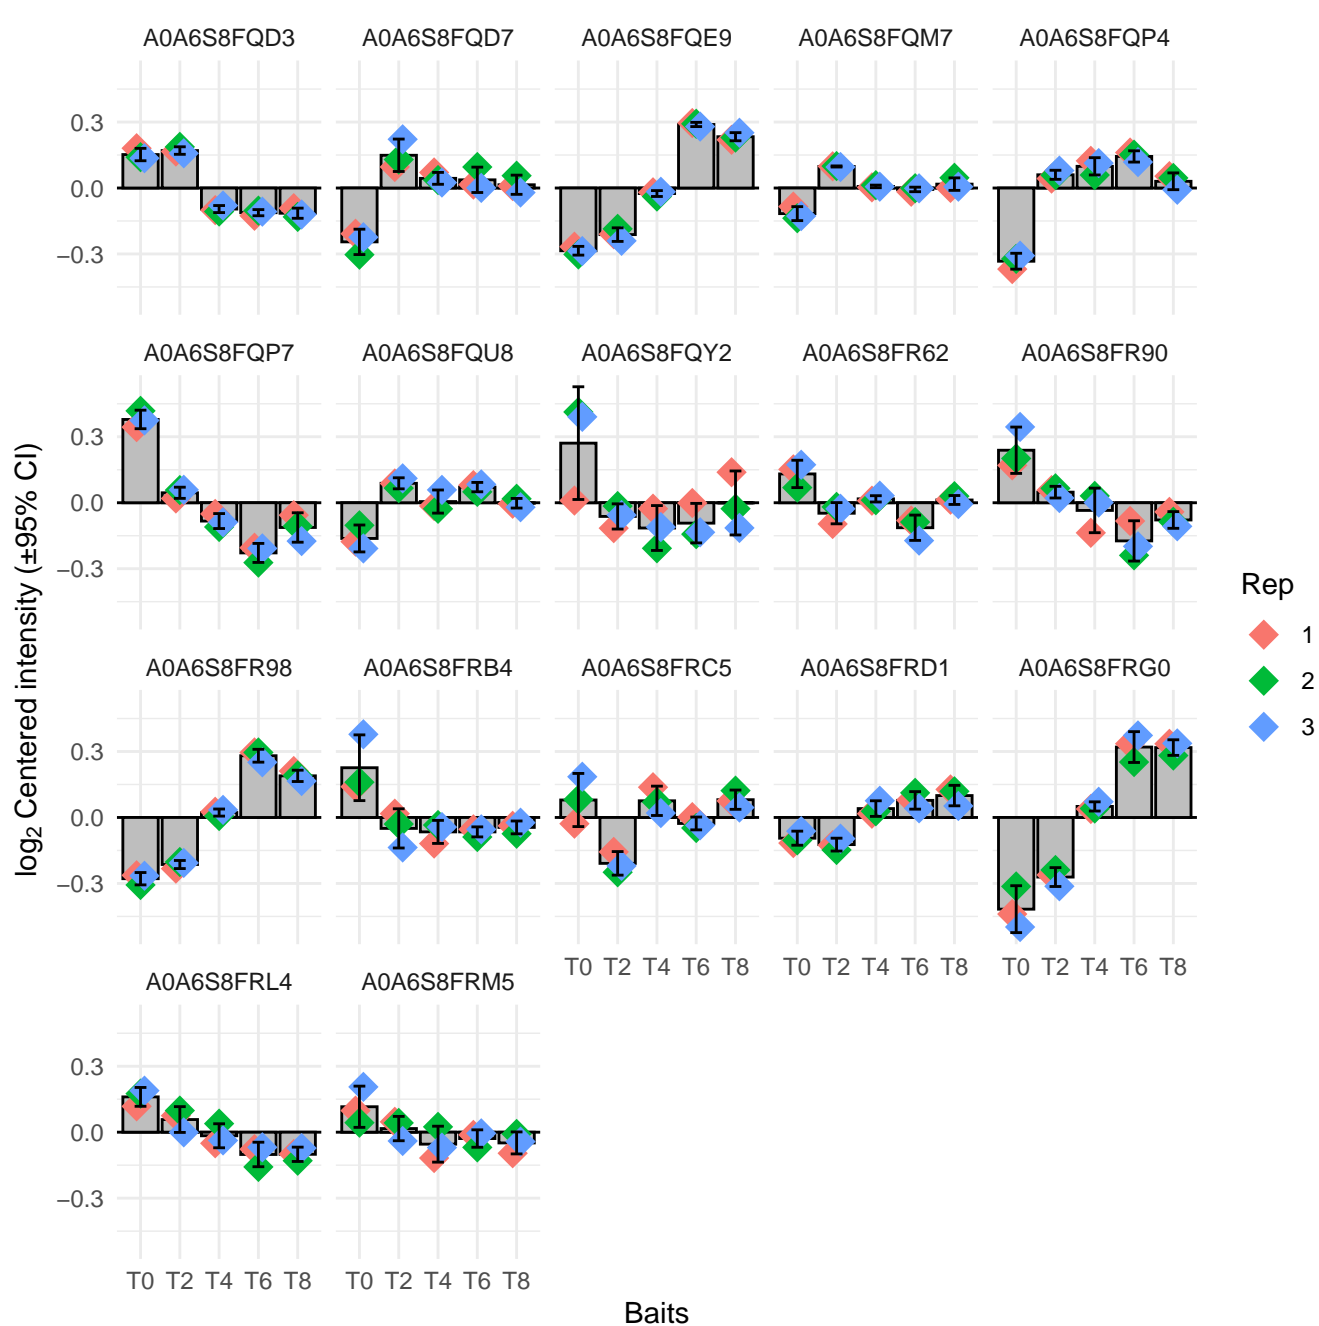 A0A6S8FQD3 A0A6S8FQD7 A0A6S8FQE9 A0A6S8FQM7 A0A6S8FQP4
0.3
0.0
−0.3
A0A6S8FQP7 A0A6S8FQU8 A0A6S8FQY2 A0A6S8FR62 A0A6S8FR90
0.3
0.0
−0.3
A0A6S8FR98 A0A6S8FRB4 A0A6S8FRC5 A0A6S8FRD1 A0A6S8FRG0
0.3
0.0
−0.3
T0 T2 T4 T6 T8 T0 T2 T4 T6 T8 T0 T2 T4 T6 T8
A0A6S8FRL4 A0A6S8FRM5
0.3
0.0
−0.3
T0 T2 T4 T6 T8 T0 T2 T4 T6 T8
Baits
log₂ Centered intensity (±95% CI)
Rep
1
2
3